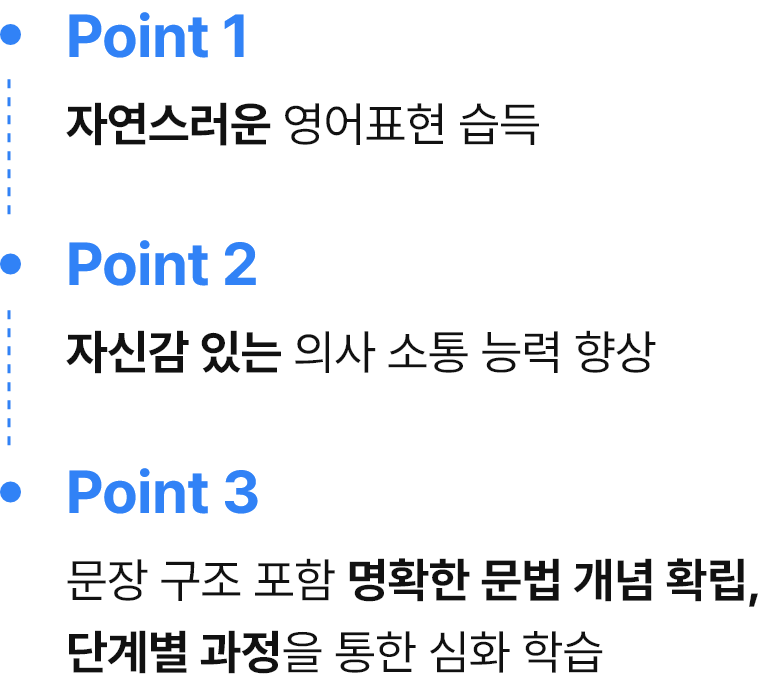 Point 1
자연스러운 영어표현 습득
Point 2
자신감 있는 의사 소통 능력 향상
Point 3
문장 구조 포함 명확한 문법 개념 확립,
단계별 과정을 통한 심화 학습